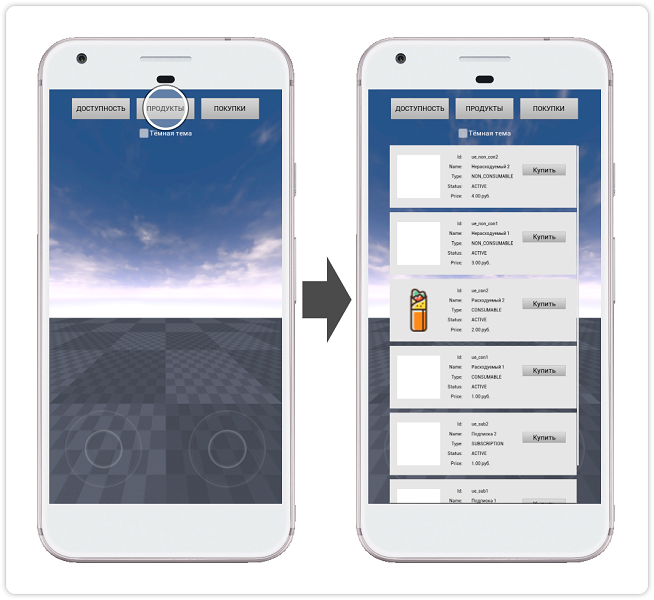 ДОСТУПНОСТЬ ПРОДУКТЫ ПОКУПКИ
Тёмная тема
ДОСТУПНОСТЬ ПРОДУКТЫ ПОКУПКИ
Тёмная тема
Id: ue_non_con2
Name: Нерасходуемый 2
Type: NON_CONSUMABLE
Status: ACTIVE
Price: 4.00 руб.
Купить
Id: ue_non_con1
Name: Нерасходуемый 1
Type: NON_CONSUMABLE
Status: ACTIVE
Price: 3.00 руб.
Купить
Id: ue_con2
Name: Расходуемый 2
Type: CONSUMABLE
Status: ACTIVE
Price: 2.00 руб.
Купить
Id: ue_con1
Name: Расходуемый 1
Type: CONSUMABLE
Status: ACTIVE
Price: 1.00 руб.
Купить
Id: ue_sub2
Name: Подписка 2
Type: SUBSCRIPTION
Status: ACTIVE
Price: 1.00 руб.
Купить
Id: ue_sub1
Name: Подписка 1